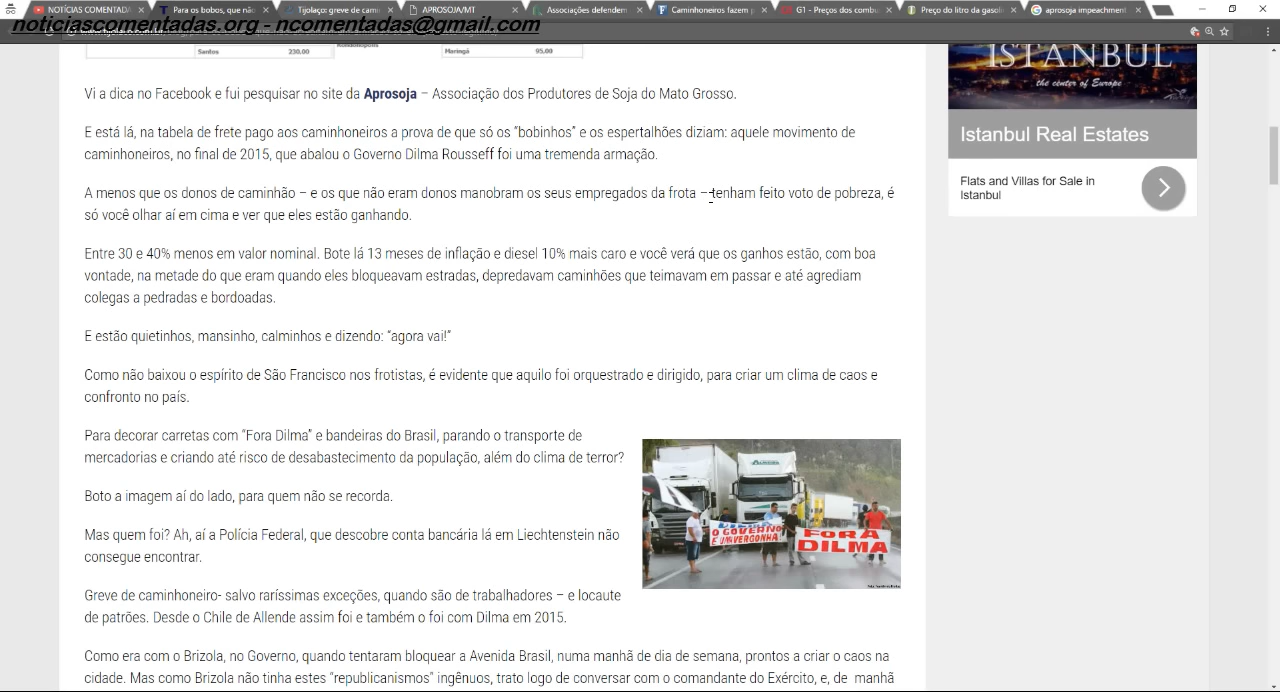 NOTÍCIAS COMENTADA
Para os bobos, que não
Tijolaço: greve de cami
APROSOJA/MT
Associações defendem
Caminhoneiros fazem p
G1 - Preços dos combu
Preço do litro da gasoli
aprosoja impeachment
noticiascomentadas.org - ncomentadas@gmail.com
Santos 230.00
Rondonópolis
Maringá 95.00
Vi a dica no Facebook e fui pesquisar no site da Aprosoja – Associação dos Produtores de Soja do Mato Grosso.
E está lá, na tabela de frete pago aos caminhoneiros a prova de que só os “bobinhos” e os espertalhões diziam: aquele movimento de
caminhoneiros, no final de 2015, que abalou o Governo Dilma Rousseff foi uma tremenda armação.
A menos que os donos de caminhão – e os que não eram donos manobram os seus empregados da frota – tenham feito voto de pobreza, é
só você olhar aí em cima e ver que eles estão ganhando.
Entre 30 e 40% menos em valor nominal. Bote lá 13 meses de inflação e diesel 10% mais caro e você verá que os ganhos estão, com boa
vontade, na metade do que eram quando eles bloqueavam estradas, depredavam caminhões que teimavam em passar e até agrediam
colegas a pedradas e bordoadas.
E estão quietinhos, mansinho, calminhos e dizendo: “agora vai!”
Como não baixou o espírito de São Francisco nos frotistas, é evidente que aquilo foi orquestrado e dirigido, para criar um clima de caos e
confronto no país.
Para decorar carretas com “Fora Dilma” e bandeiras do Brasil, parando o transporte de
mercadorias e criando até risco de desabastecimento da população, além do clima de terror?
Boto a imagem aí do lado, para quem não se recorda.
Mas quem foi? Ah, aí a Polícia Federal, que descobre conta bancária lá em Liechtenstein não
consegue encontrar.
Greve de caminhoneiro- salvo raríssimas exceções, quando são de trabalhadores – e locaute
de patrões. Desde o Chile de Allende assim foi e também o foi com Dilma em 2015.
Como era com o Brizola, no Governo, quando tentaram bloquear a Avenida Brasil, numa manhã de dia de semana, prontos a criar o caos na
cidade. Mas como Brizola não tinha estes “republicanismos” ingênuos, trato logo de conversar com o comandante do Exército, e, de manhã
O GOVERNO
É UMA VERGONHA!
FORA
DILMA
ISTANBUL
the center of Europe
Istanbul Real Estates
Flats and Villas for Sale in
Istanbul